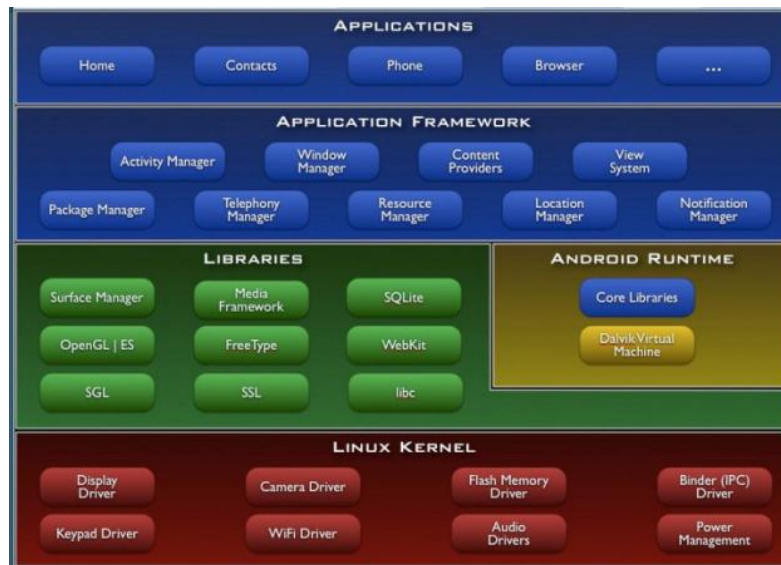 APPLICATIONS
Home
Contacts
Phone
Browser
...
APPLICATION FRAMEWORK
Activity Manager
Window
Manager
Content
Providers
View
System
Package Manager
Telephony
Manager
Resource
Manager
Location
Manager
Notification
Manager
LIBRARIES
Surface Manager
Media
Framework
SQLite
OpenGL | ES
FreeType
WebKit
SGL
SSL
libc
ANDROID RUNTIME
Core Libraries
Dalvik Virtual
Machine
LINUX KERNEL
Display
Driver
Camera Driver
Flash Memory
Driver
Binder (IPC)
Driver
Keypad Driver
WiFi Driver
Audio
Drivers
Power
Management